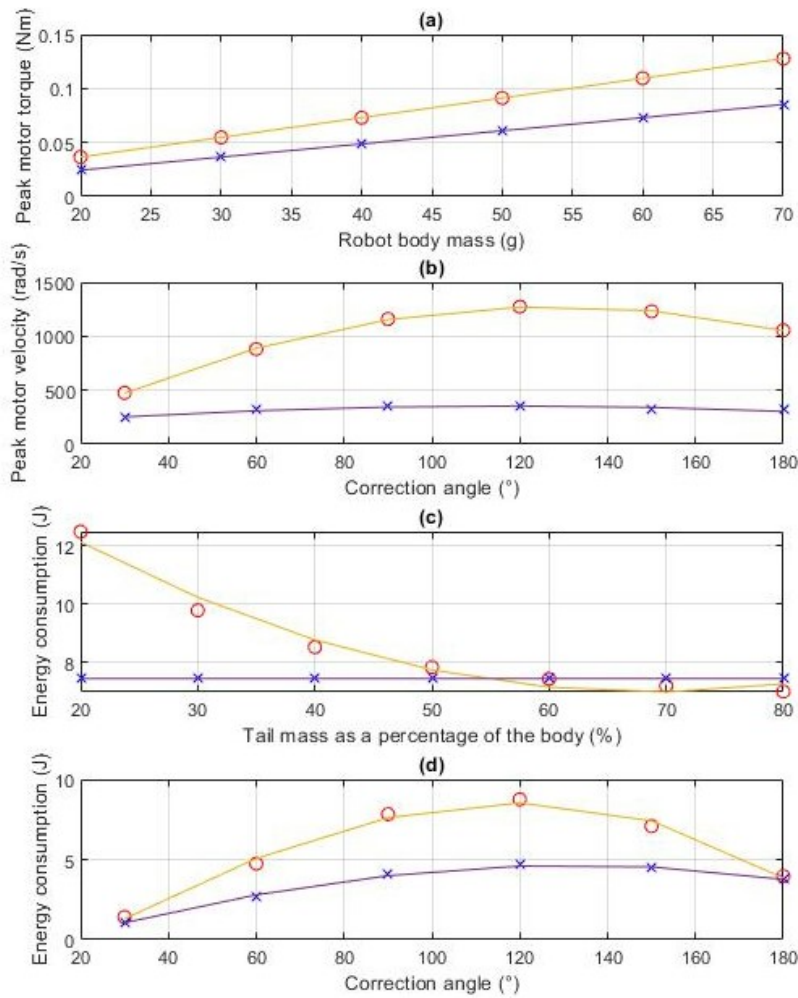 (a)
Peak motor torque (Nm)
0.15
0.1
0.05
0
20 25 30 35 40 45 50 55 60 65 70
Robot body mass (g)
(b)
Peak motor velocity (rad/s)
1500
1000
500
0
20 40 60 80 100 120 140 160 180
Correction angle (°)
(c)
Energy consumption (J)
12
10
8
20 30 40 50 60 70 80
Tail mass as a percentage of the body (%)
(d)
Energy consumption (J)
10
5
0
20 40 60 80 100 120 140 160 180
Correction angle (°)